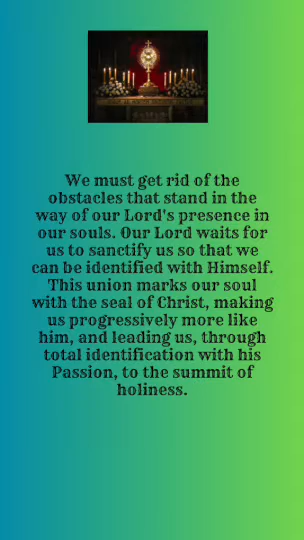 We must get rid of the
obstacles that stand in the
way of our Lord's presence in
our souls. Our Lord waits for
us to sanctify us so that we
can be identified with Himself.
This union marks our soul
with the seal of Christ, making
us progressively more like
him, and leading us, through
total identification with his
Passion, to the summit of
holiness.